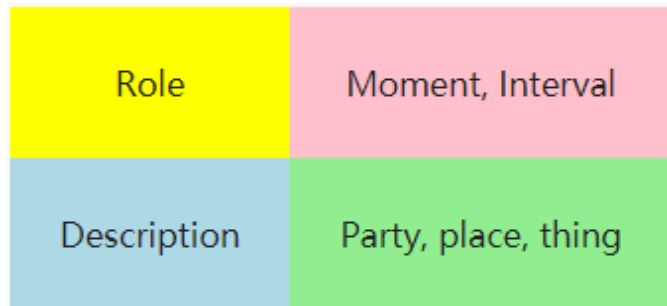 Role
Moment, Interval
Description
Party, place, thing